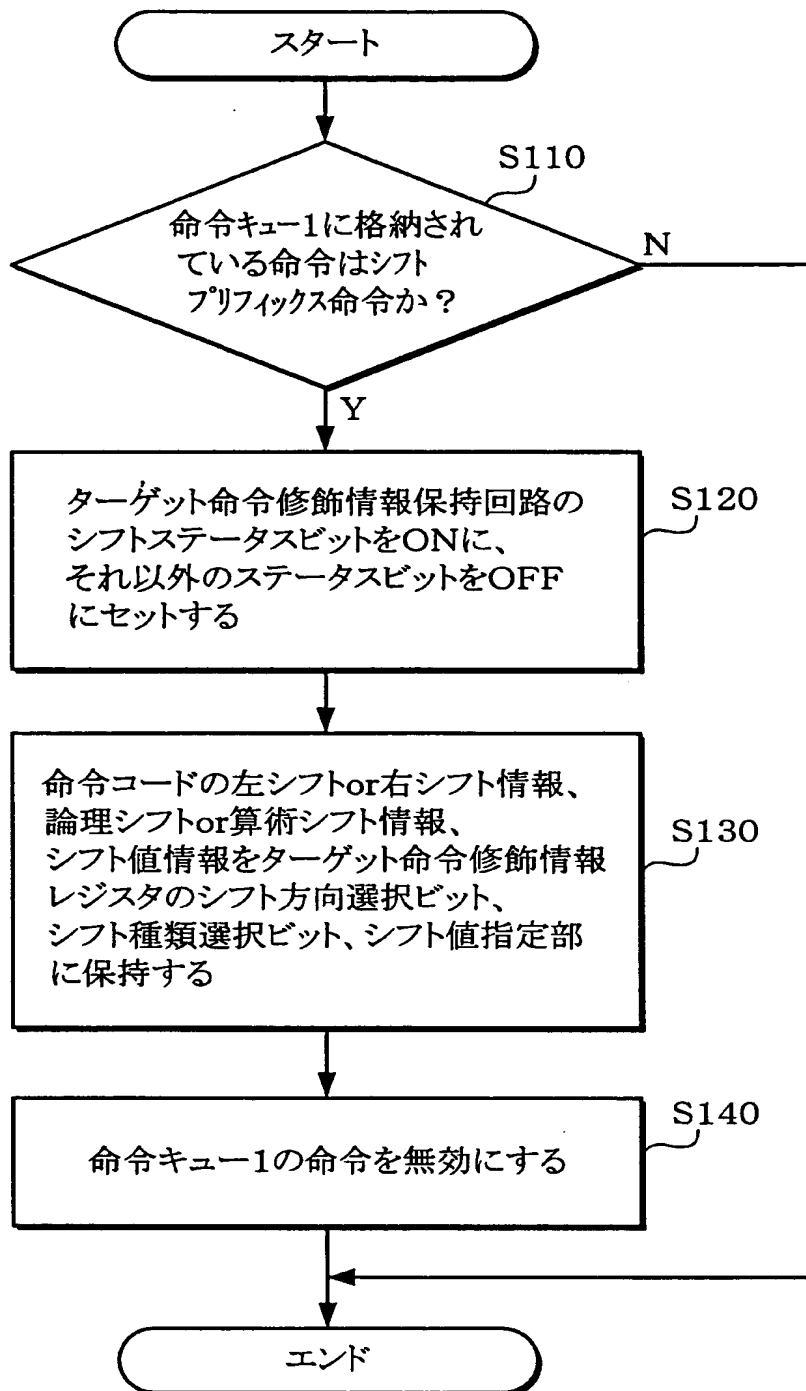 スタート
S110
命令キュー1に格納され
ている命令はシフト
プリフィックス命令か？
N
Y
S120
ターゲット命令修飾情報保持回路の
シフトステータスビットをONに、
それ以外のステータスビットをOFF
にセットする
S130
命令コードの左シフトor右シフト情報、
論理シフトor算術シフト情報、
シフト値情報をターゲット命令修飾情報
レジスタのシフト方向選択ビット、
シフト種類選択ビット、シフト値指定部
に保持する
S140
命令キュー1の命令を無効にする
エンド